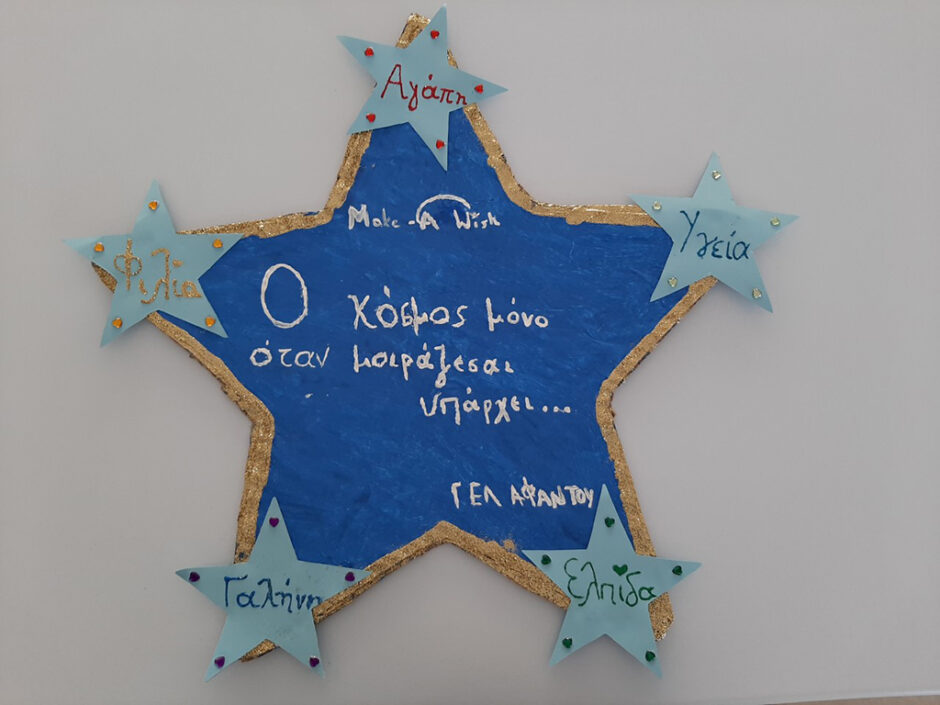 Αγάπη
Υγεία
Φιλία
Make-A Wish
Ο κόσμος μόνο
όταν μοιράζεσαι
υπάρχει...
ΓΕΛ ΑΦΑΝΤΟΥ
Γαλήνη
Ελπίδα